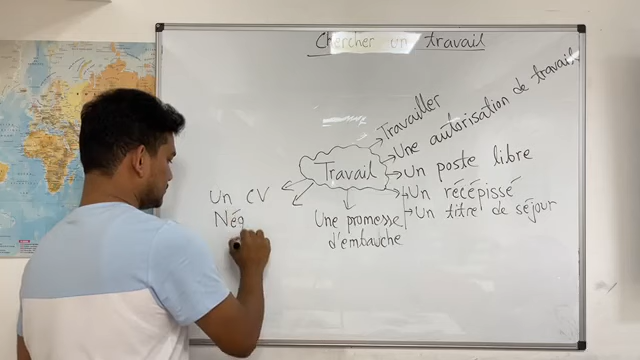 Chercher un travail
Travailler
Une autorisation de travail
Travail
Un poste libre
Un CV
Un récépissé
Nég
Une promesse
d'embauche
Un titre de séjour